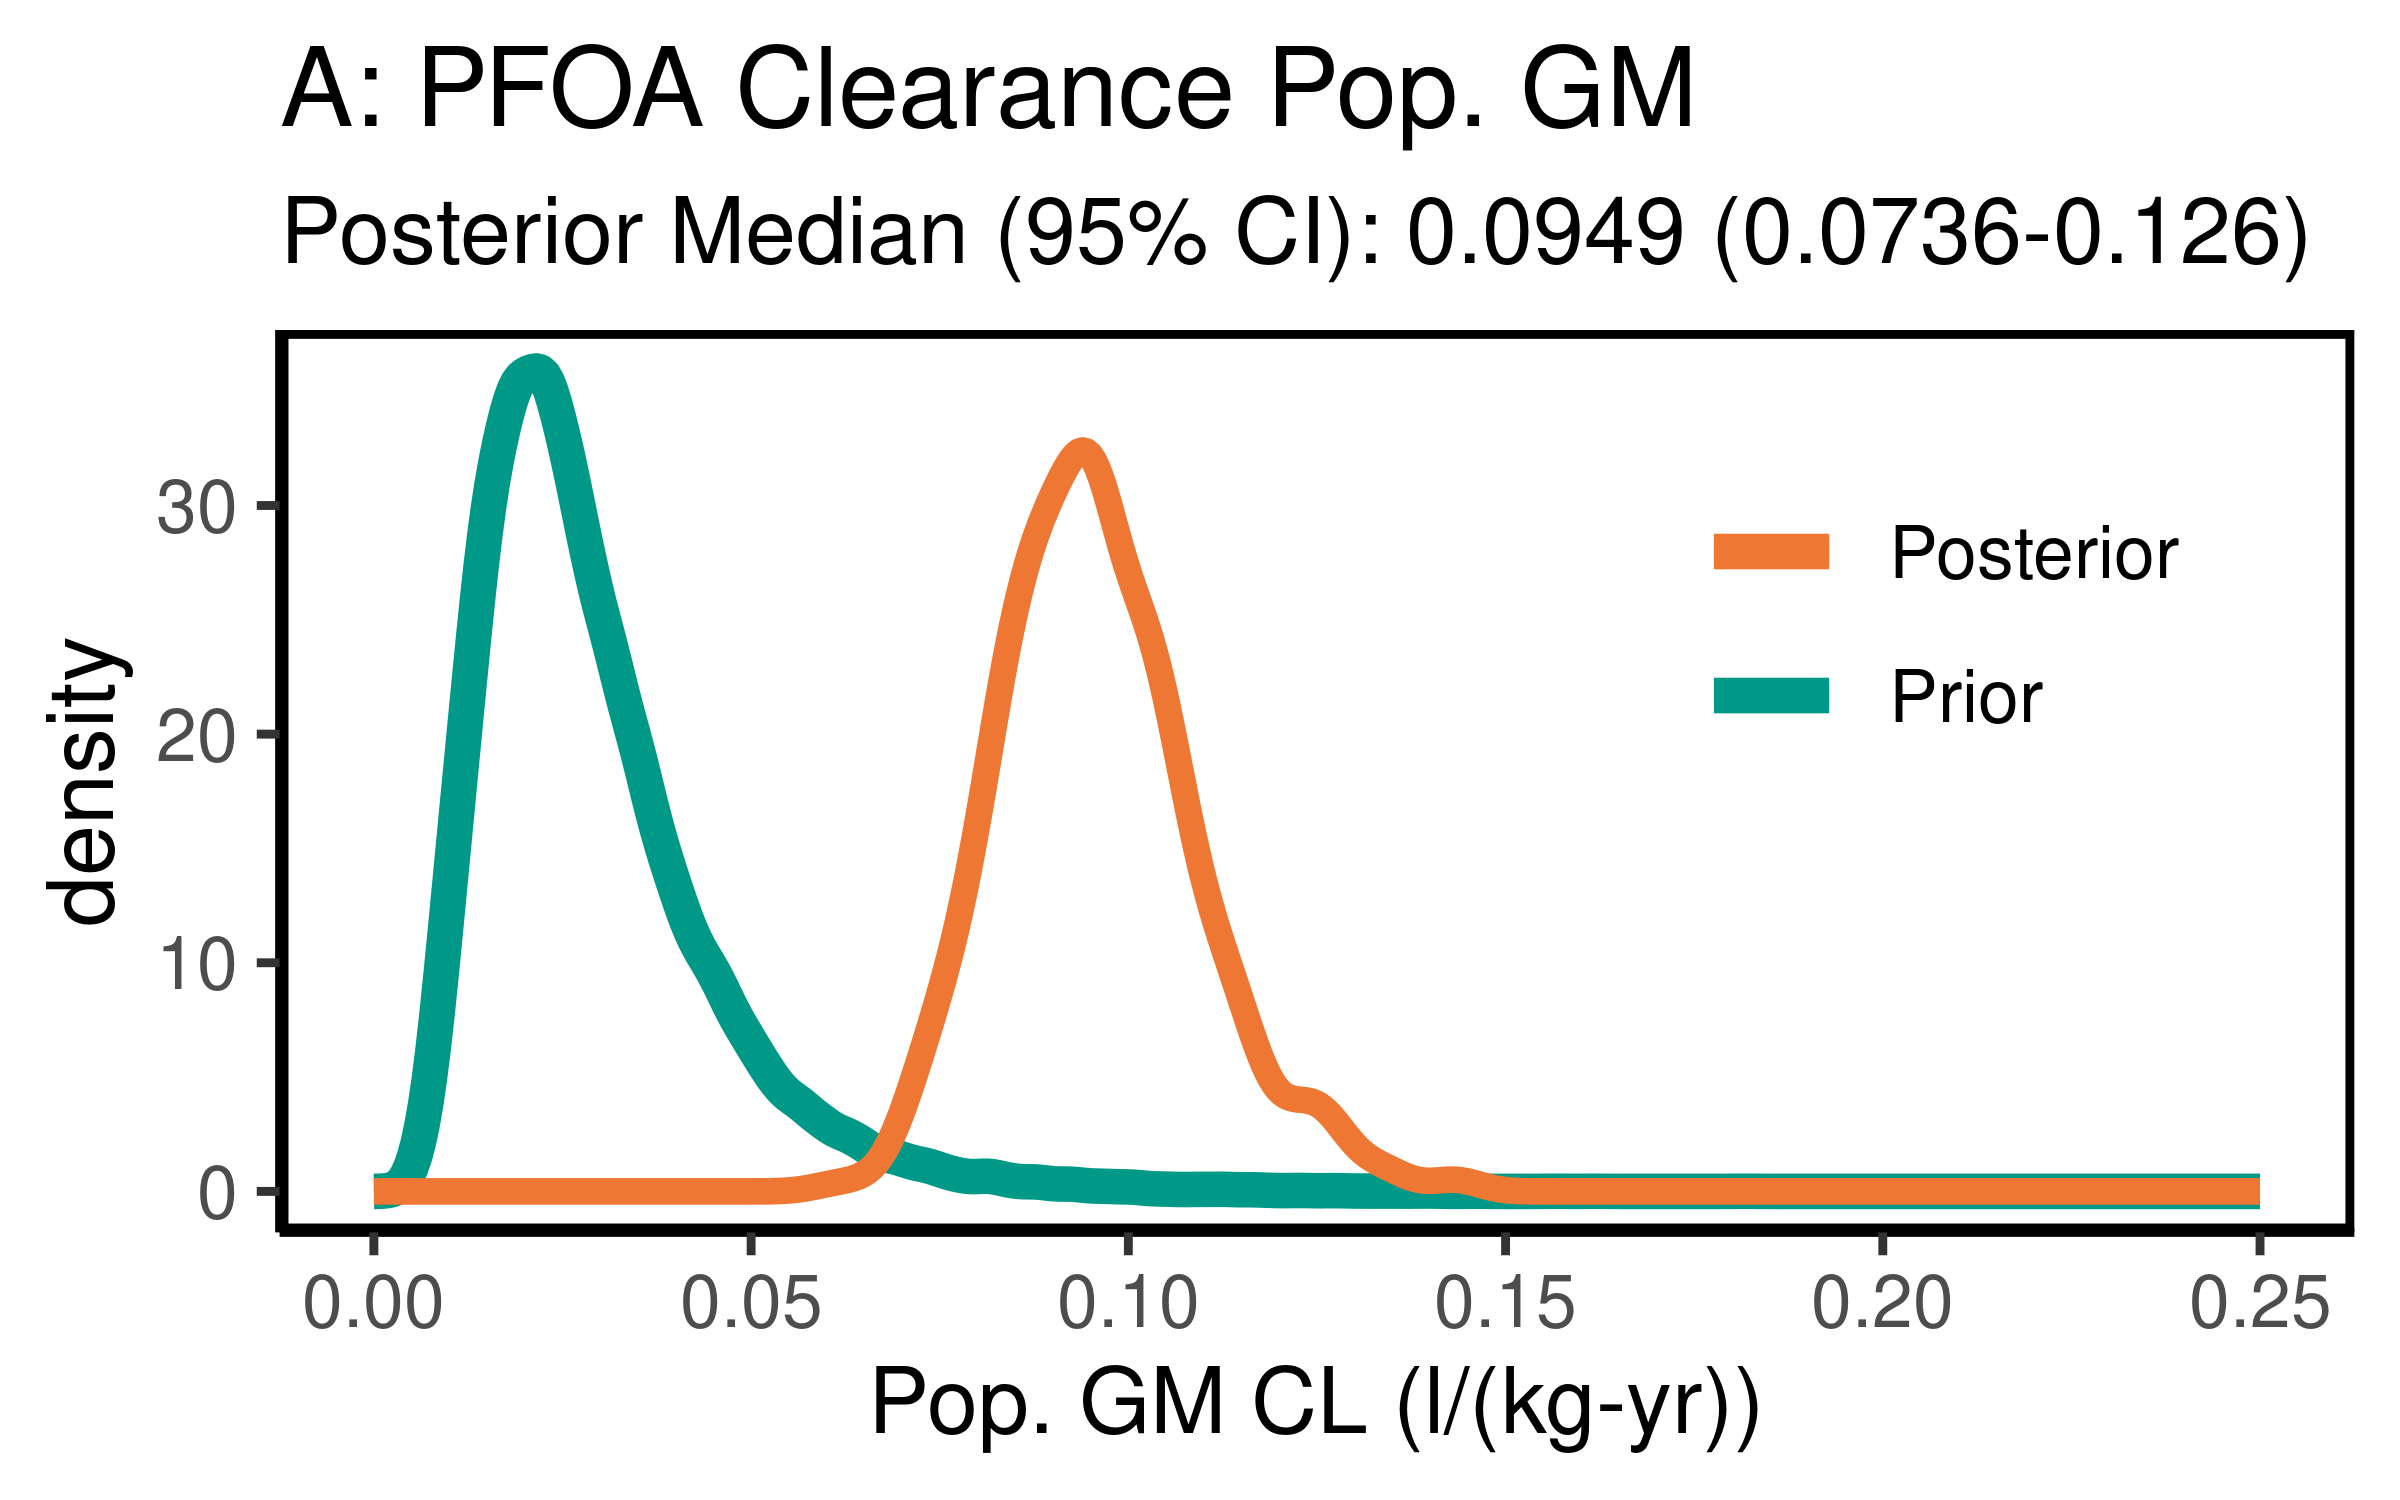 A: PFOA Clearance Pop. GM
Posterior Median (95% CI): 0.0949 (0.0736-0.126)
density
30
20
10
0
Posterior
Prior
0.00 0.05 0.10 0.15 0.20 0.25
Pop. GM CL (l/(kg-yr))